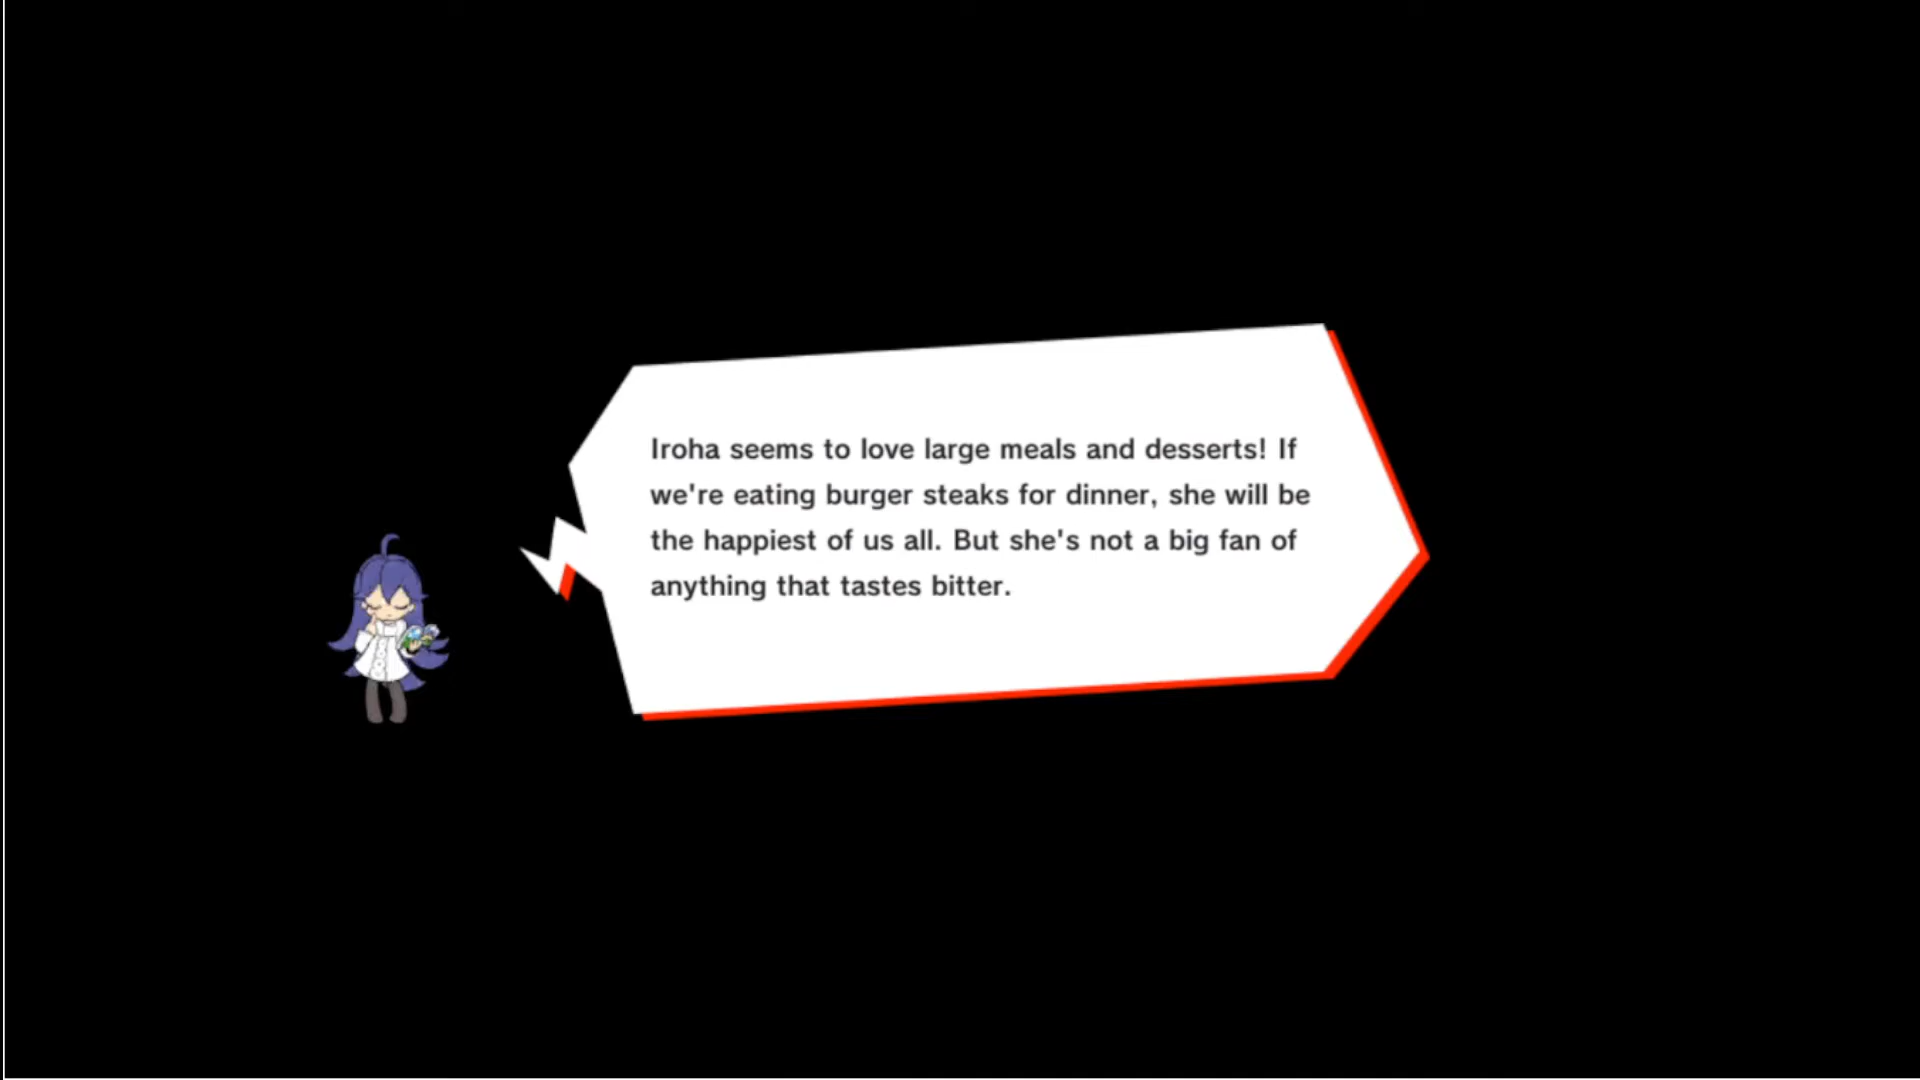 Iroha seems to love large meals and desserts! If
we're eating burger steaks for dinner, she will be
the happiest of us all. But she's not a big fan of
anything that tastes bitter.